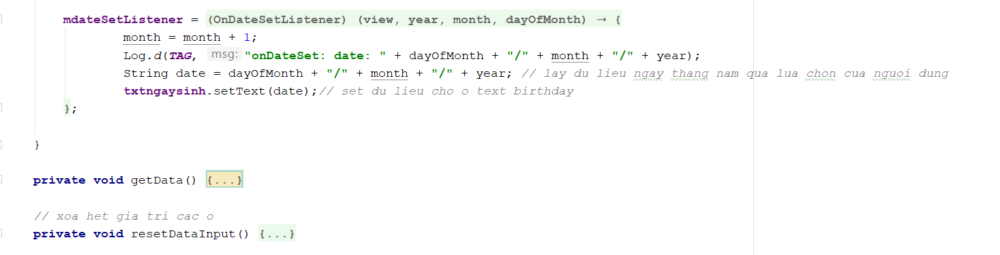 mdateSetListener = (OnDateSetListener) (view, year, month, dayOfMonth) → {
month = month + 1;
Log.d(TAG, msg: "onDateSet: date: " + dayOfMonth + "/" + month + "/" + year);
String date = dayOfMonth + "/" + month + "/" + year; // lay du lieu ngay thang nam qua lua chon cua nguoi dung
txtngaysinh.setText(date);// set du lieu cho o text birthday
};
}
private void getData() {...}
// xoa het gia tri cac o
private void resetDataInput() {...}